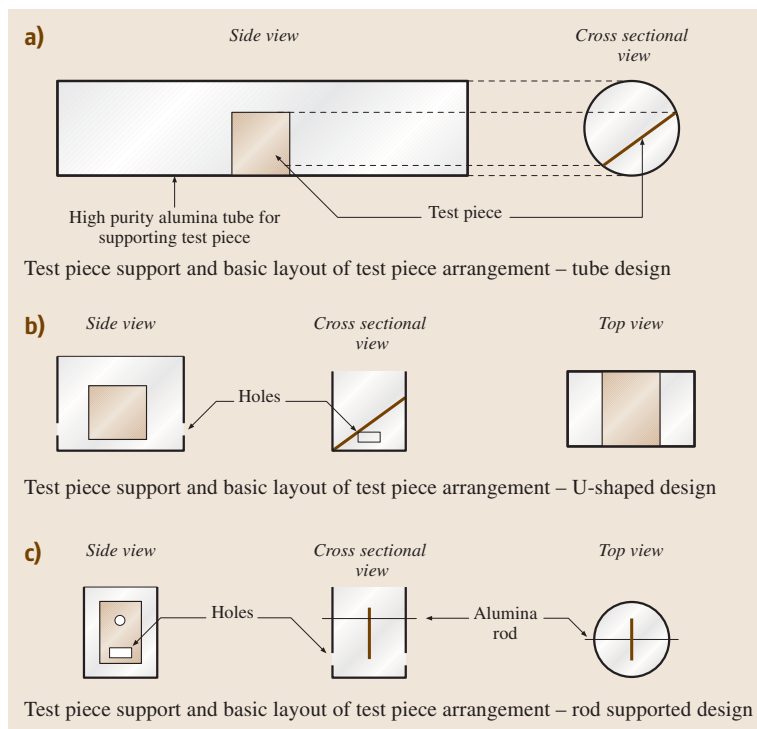 a)
Side view
Cross sectional
view
High purity alumina tube for
supporting test piece
Test piece
Test piece support and basic layout of test piece arrangement – tube design
b)
Side view
Cross sectional
view
Top view
Holes
Test piece support and basic layout of test piece arrangement – U-shaped design
c)
Side view
Cross sectional
view
Top view
Holes
Alumina
rod
Test piece support and basic layout of test piece arrangement – rod supported design